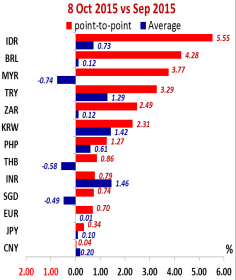 8 Oct 2015 vs Sep 2015
point-to-point Average
IDR 5.55
0.73
BRL 4.28
0.12
MYR 3.77
-0.74
TRY 3.29
1.29
ZAR 2.49
0.12
KRW 2.31
1.42
PHP 1.27
0.61
THB 0.86
-0.58
INR 0.79
1.46
SGD 0.74
-0.49
EUR 0.70
0.01
JPY 0.34
0.10
CNY 0.04
0.20
%
2.00 1.00 0.00 1.00 2.00 3.00 4.00 5.00 6.00